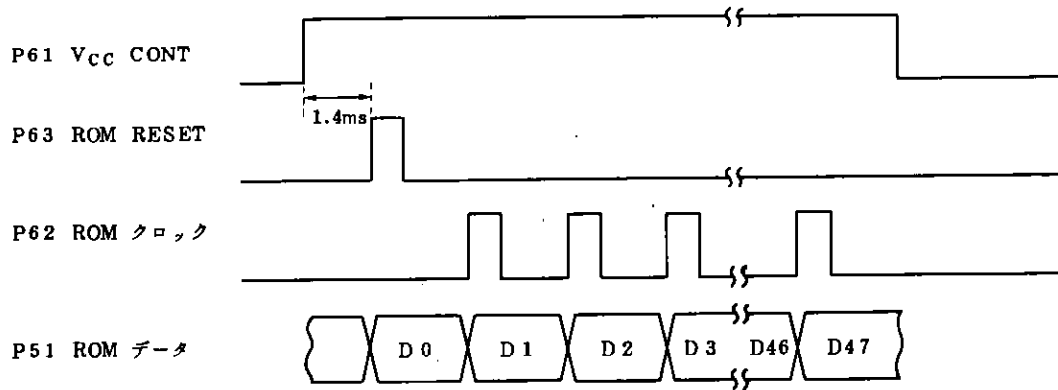 P61 VCC CONT
1.4ms
P63 ROM RESET
P62 ROM クロック
P51 ROM データ
D0 D1 D2 D3 D46 D47